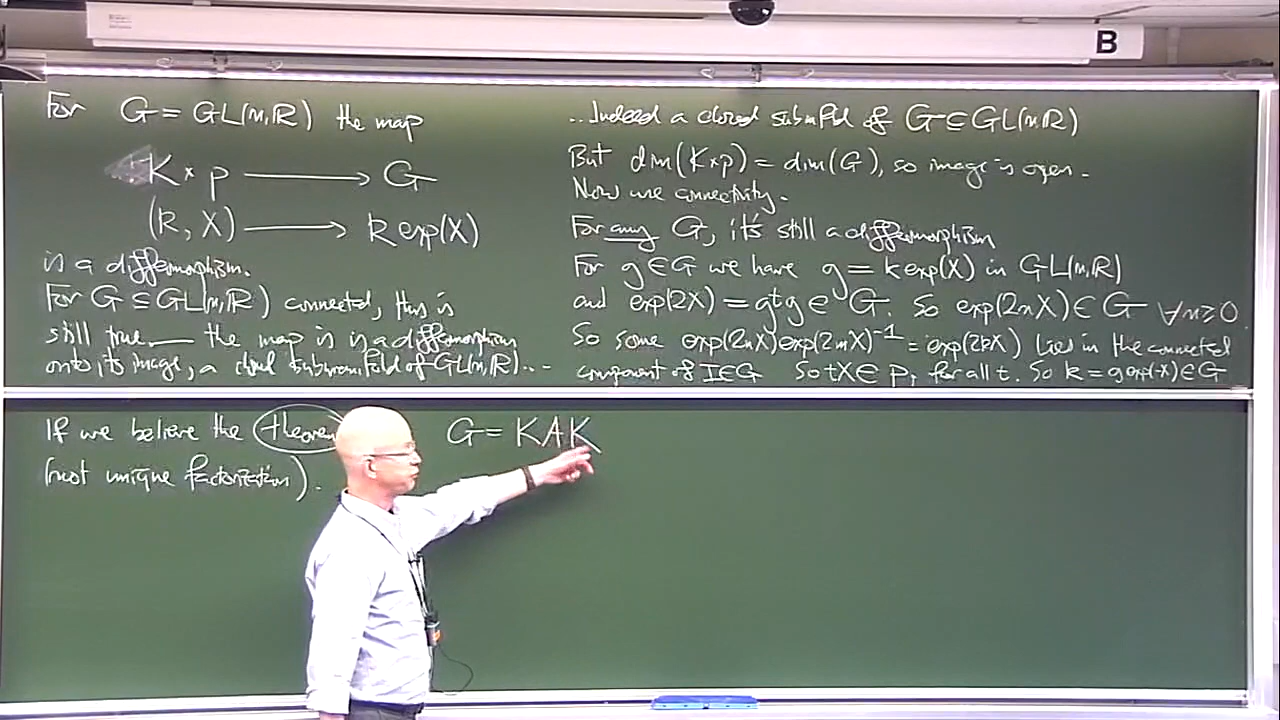 B
For G = GL(n,ℝ) the map
K × p ⟶ G
(k, X) ⟶ k exp(X)
is a diffeomorphism.
For G ⊆ GL(n,ℝ) connected, this is
still true — the map is is a diffeomorphism
onto its image, a closed submanifold of GL(n,ℝ)...
...Indeed a closed submfld of G ⊆ GL(n,ℝ)
But dim(K×p) = dim(G), so image is open.
Now use connectivity.
For any G, it's still a diffeomorphism
For g ∈ G we have g = k exp(X) in GL(n,ℝ)
and exp(2X) = gᵗg ∈ G. So exp(2nX) ∈ G ∀n≥0.
So some exp(2nX)exp(2mX)⁻¹ = exp(2pX) lies in the connected
component of I∈G So tX ∈ p, for all t. So k = g exp(-X) ∈ G
If we believe the theorem G = KAK
(not unique factorization).